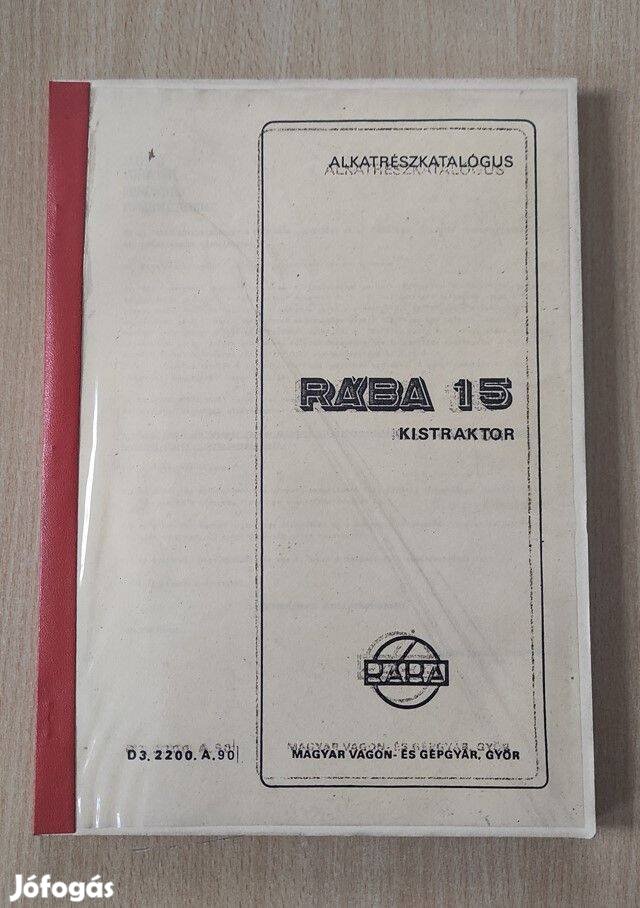 ALKATRÉSZKATALÓGUS
RÁBA 15
KISTRAKTOR
RÁBA
D3. 2200. A.90
MAGYAR VAGON- ÉS GÉPGYÁR, GYŐR
Jófogás